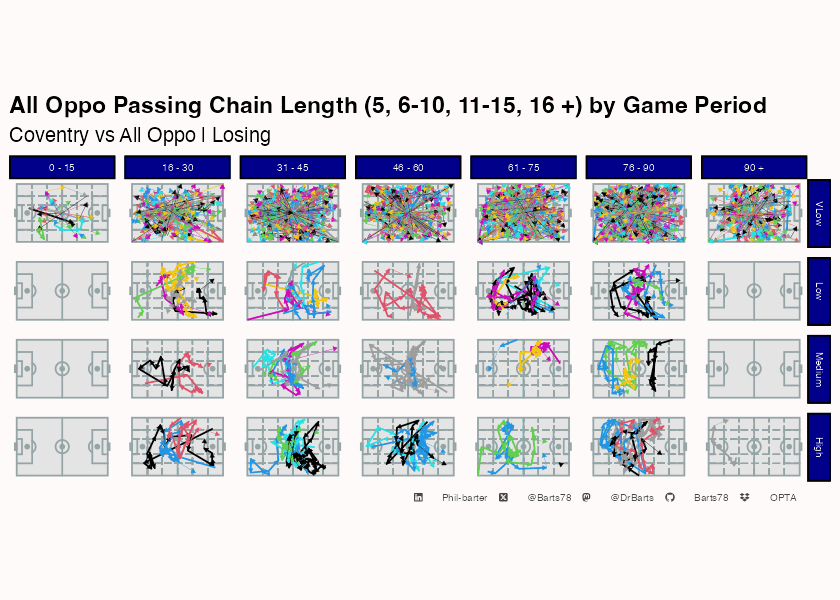 All Oppo Passing Chain Length (5, 6-10, 11-15, 16 +) by Game Period
Coventry vs All Oppo | Losing
0 - 15 16 - 30 31 - 45 46 - 60 61 - 75 76 - 90 90 +
V.Low
Low
Medium
High
Phil-barter @Barts78 @DrBarts Barts78 OPTA